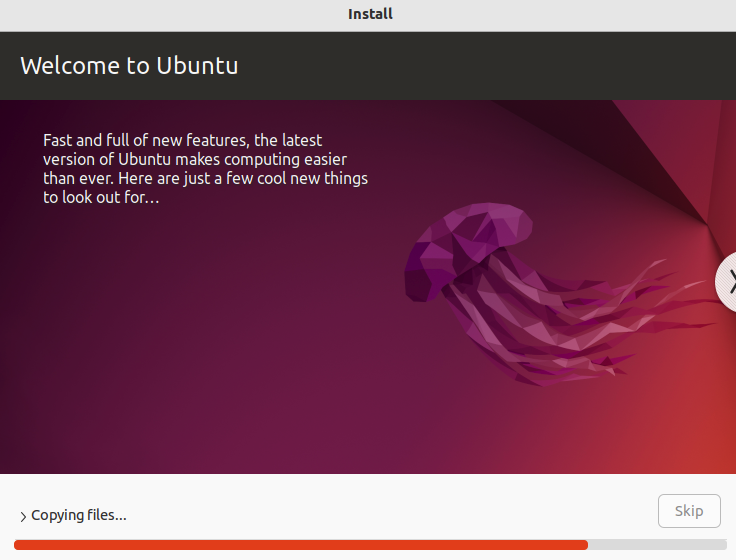 Install
Welcome to Ubuntu
Fast and full of new features, the latest
version of Ubuntu makes computing easier
than ever. Here are just a few cool new things
to look out for…
Copying files...
Skip